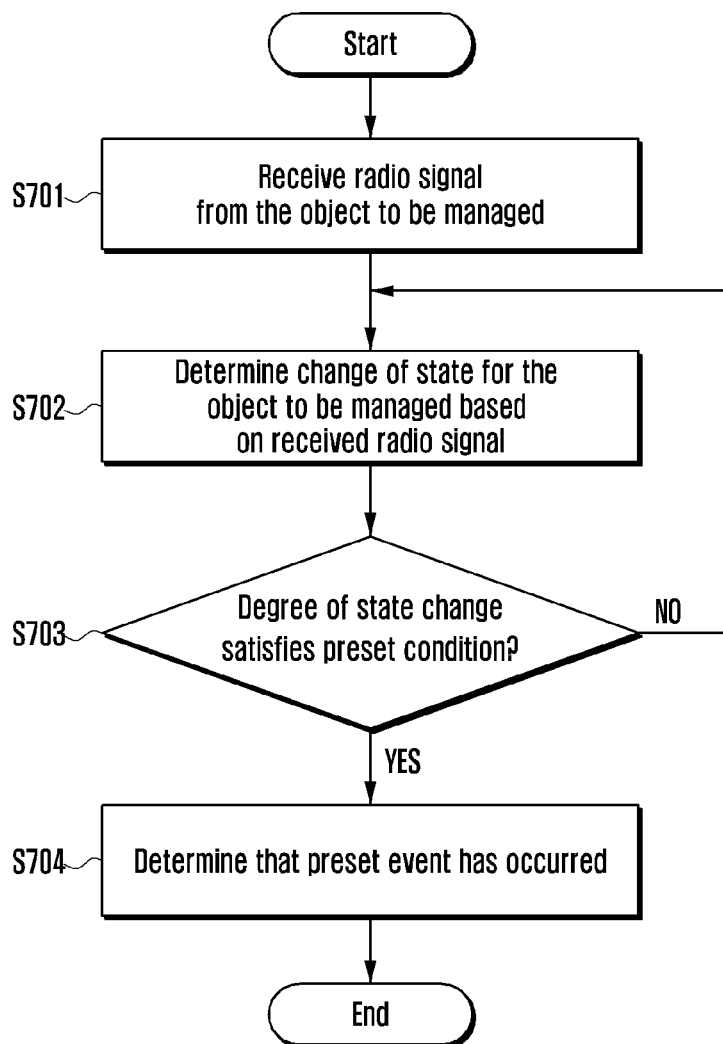 Start
S701
Receive radio signal
from the object to be managed
S702
Determine change of state for the
object to be managed based
on received radio signal
S703
Degree of state change
satisfies preset condition?
NO
YES
S704
Determine that preset event has occurred
End